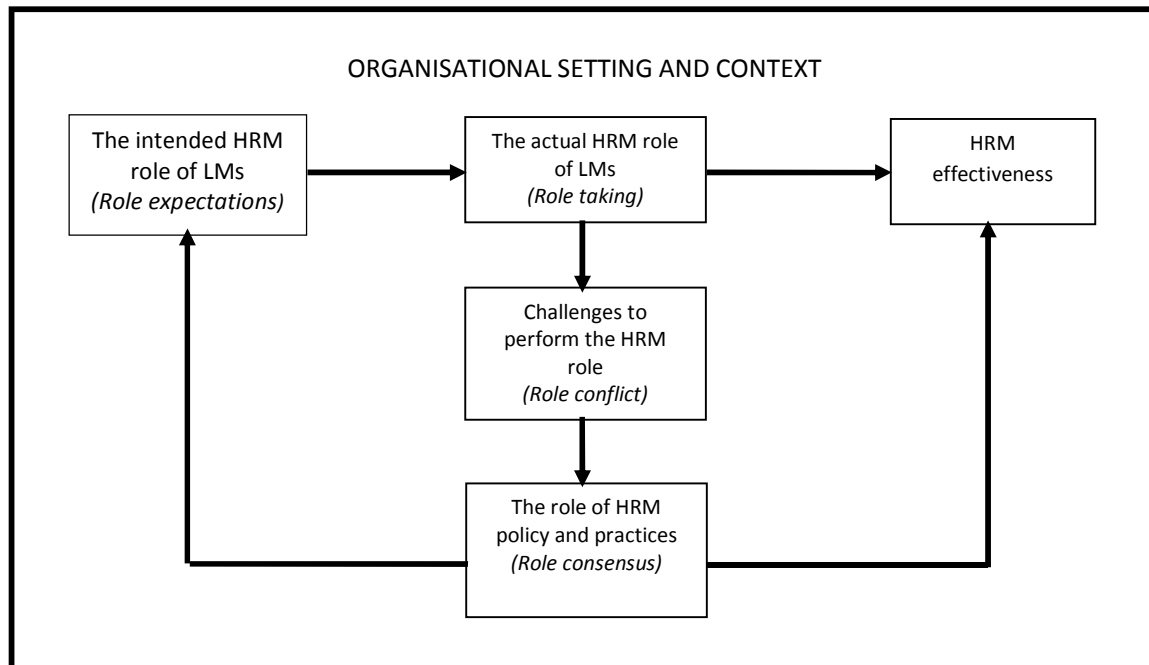 ORGANISATIONAL SETTING AND CONTEXT
The intended HRM
role of LMs
(Role expectations)
The actual HRM role
of LMs
(Role taking)
HRM
effectiveness
Challenges to
perform the HRM
role
(Role conflict)
The role of HRM
policy and practices
(Role consensus)